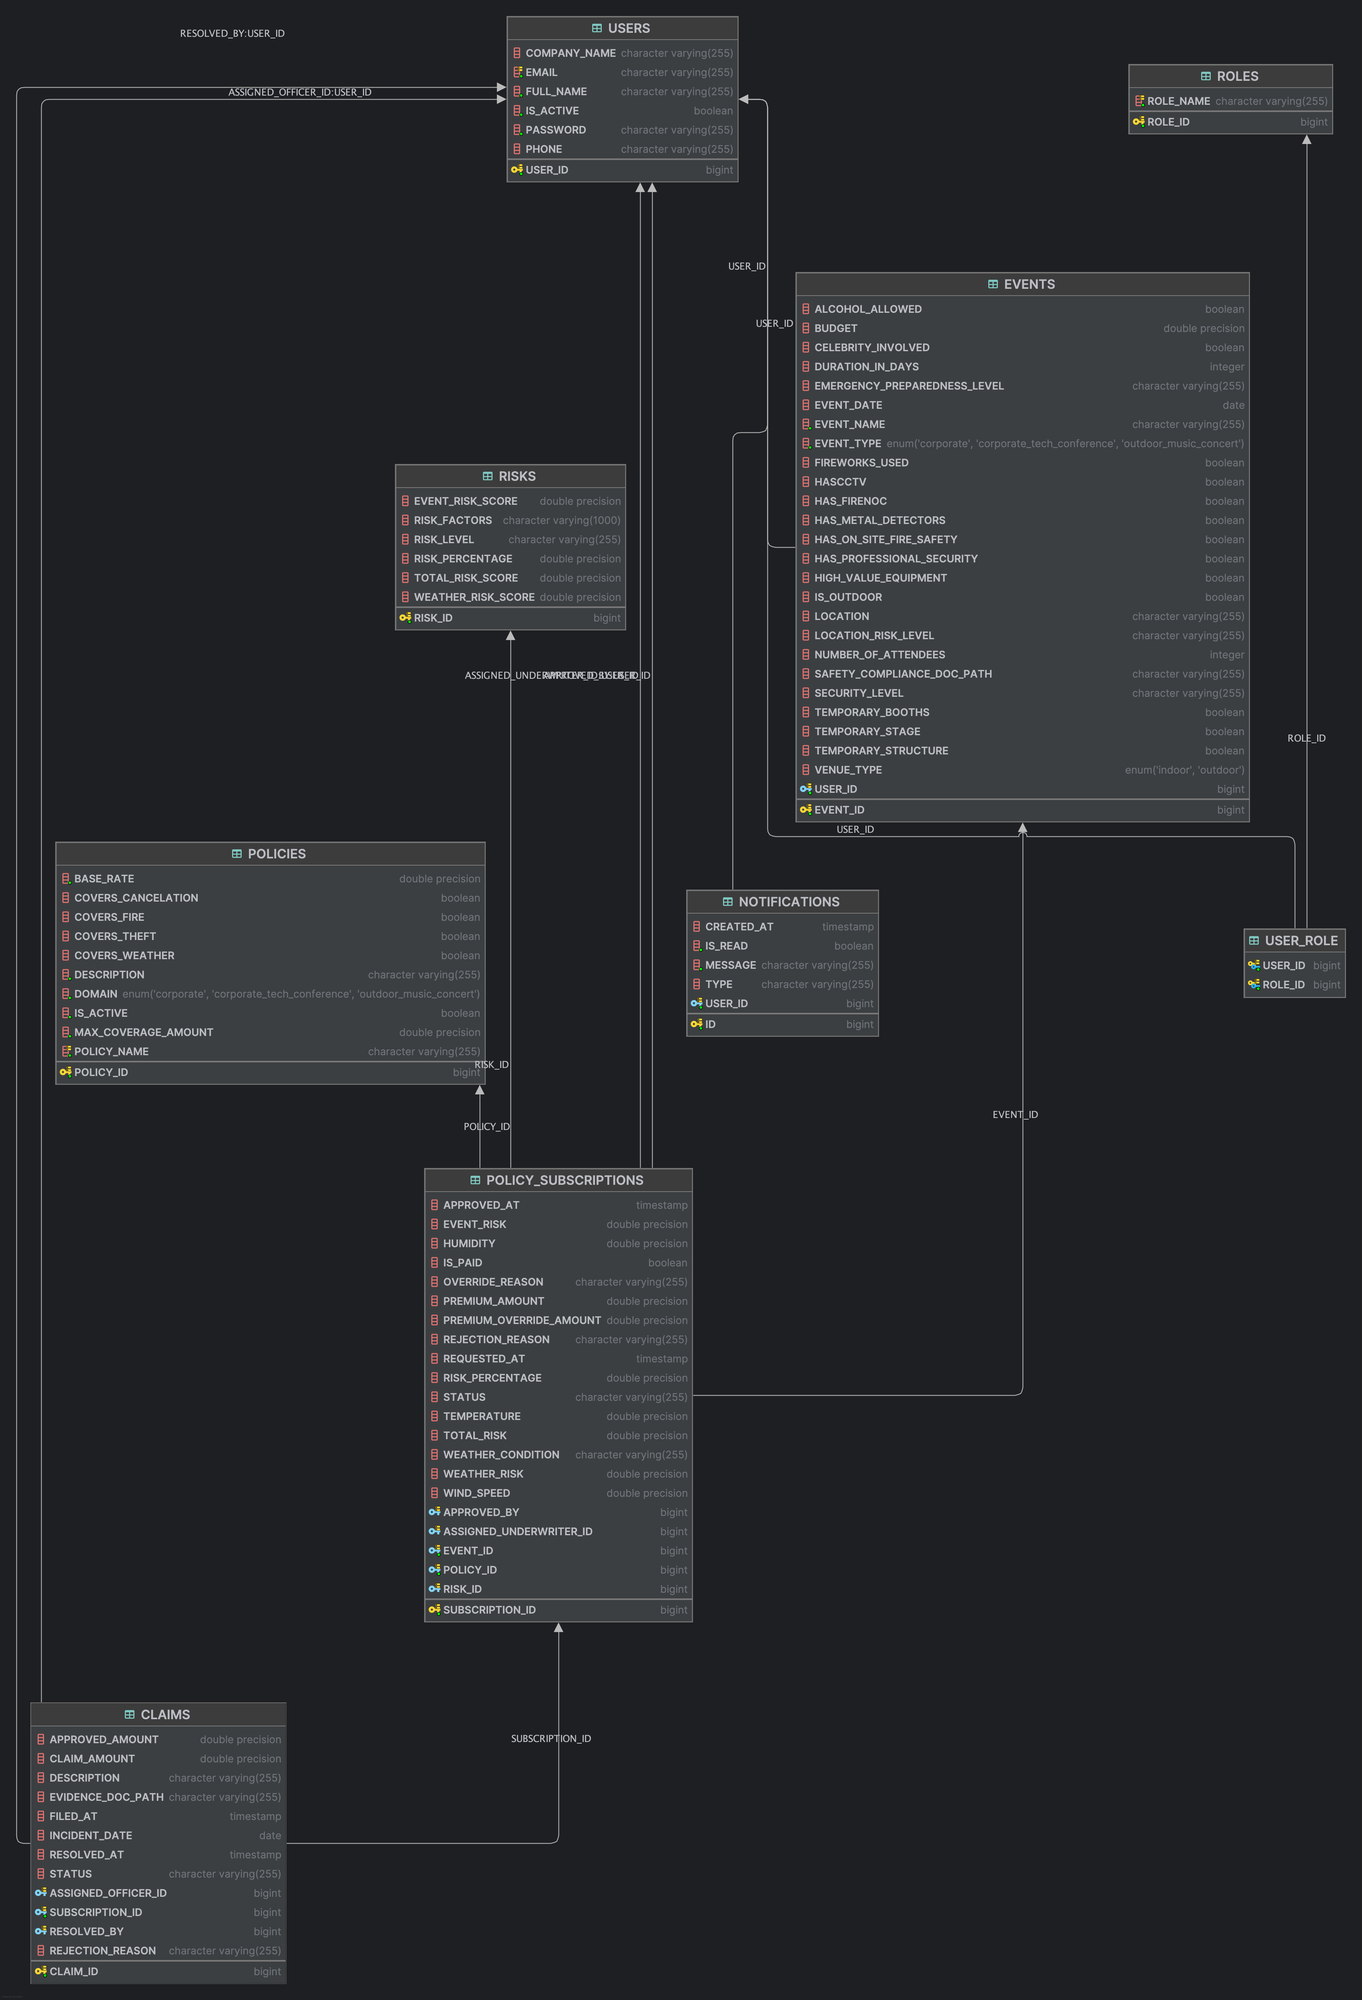 RESOLVED_BY:USER_ID
ASSIGNED_OFFICER_ID:USER_ID
USERS
COMPANY_NAME character varying(255)
EMAIL character varying(255)
FULL_NAME character varying(255)
IS_ACTIVE boolean
PASSWORD character varying(255)
PHONE character varying(255)
USER_ID bigint
ROLES
ROLE_NAME character varying(255)
ROLE_ID bigint
USER_ID
USER_ID
EVENTS
ALCOHOL_ALLOWED boolean
BUDGET double precision
CELEBRITY_INVOLVED boolean
DURATION_IN_DAYS integer
EMERGENCY_PREPAREDNESS_LEVEL character varying(255)
EVENT_DATE date
EVENT_NAME character varying(255)
EVENT_TYPE enum('corporate', 'corporate_tech_conference', 'outdoor_music_concert')
FIREWORKS_USED boolean
HASCCTV boolean
HAS_FIRENOC boolean
HAS_METAL_DETECTORS boolean
HAS_ON_SITE_FIRE_SAFETY boolean
HAS_PROFESSIONAL_SECURITY boolean
HIGH_VALUE_EQUIPMENT boolean
IS_OUTDOOR boolean
LOCATION character varying(255)
LOCATION_RISK_LEVEL character varying(255)
NUMBER_OF_ATTENDEES integer
SAFETY_COMPLIANCE_DOC_PATH character varying(255)
SECURITY_LEVEL character varying(255)
TEMPORARY_BOOTHS boolean
TEMPORARY_STAGE boolean
TEMPORARY_STRUCTURE boolean
VENUE_TYPE enum('indoor', 'outdoor')
USER_ID bigint
EVENT_ID bigint
RISKS
EVENT_RISK_SCORE double precision
RISK_FACTORS character varying(1000)
RISK_LEVEL character varying(255)
RISK_PERCENTAGE double precision
TOTAL_RISK_SCORE double precision
WEATHER_RISK_SCORE double precision
RISK_ID bigint
ROLE_ID
USER_ID
POLICIES
BASE_RATE double precision
COVERS_CANCELATION boolean
COVERS_FIRE boolean
COVERS_THEFT boolean
COVERS_WEATHER boolean
DESCRIPTION character varying(255)
DOMAIN enum('corporate', 'corporate_tech_conference', 'outdoor_music_concert')
IS_ACTIVE boolean
MAX_COVERAGE_AMOUNT double precision
POLICY_NAME character varying(255)
POLICY_ID bigint
RISK_ID
POLICY_ID
NOTIFICATIONS
CREATED_AT timestamp
IS_READ boolean
MESSAGE character varying(255)
TYPE character varying(255)
USER_ID bigint
ID bigint
USER_ROLE
USER_ID bigint
ROLE_ID bigint
EVENT_ID
POLICY_SUBSCRIPTIONS
APPROVED_AT timestamp
EVENT_RISK double precision
HUMIDITY double precision
IS_PAID boolean
OVERRIDE_REASON character varying(255)
PREMIUM_AMOUNT double precision
PREMIUM_OVERRIDE_AMOUNT double precision
REJECTION_REASON character varying(255)
REQUESTED_AT timestamp
RISK_PERCENTAGE double precision
STATUS character varying(255)
TEMPERATURE double precision
TOTAL_RISK double precision
WEATHER_CONDITION character varying(255)
WEATHER_RISK double precision
WIND_SPEED double precision
APPROVED_BY bigint
ASSIGNED_UNDERWRITER_ID bigint
EVENT_ID bigint
POLICY_ID bigint
RISK_ID bigint
SUBSCRIPTION_ID bigint
SUBSCRIPTION_ID
CLAIMS
APPROVED_AMOUNT double precision
CLAIM_AMOUNT double precision
DESCRIPTION character varying(255)
EVIDENCE_DOC_PATH character varying(255)
FILED_AT timestamp
INCIDENT_DATE date
RESOLVED_AT timestamp
STATUS character varying(255)
ASSIGNED_OFFICER_ID bigint
SUBSCRIPTION_ID bigint
RESOLVED_BY bigint
REJECTION_REASON character varying(255)
CLAIM_ID bigint